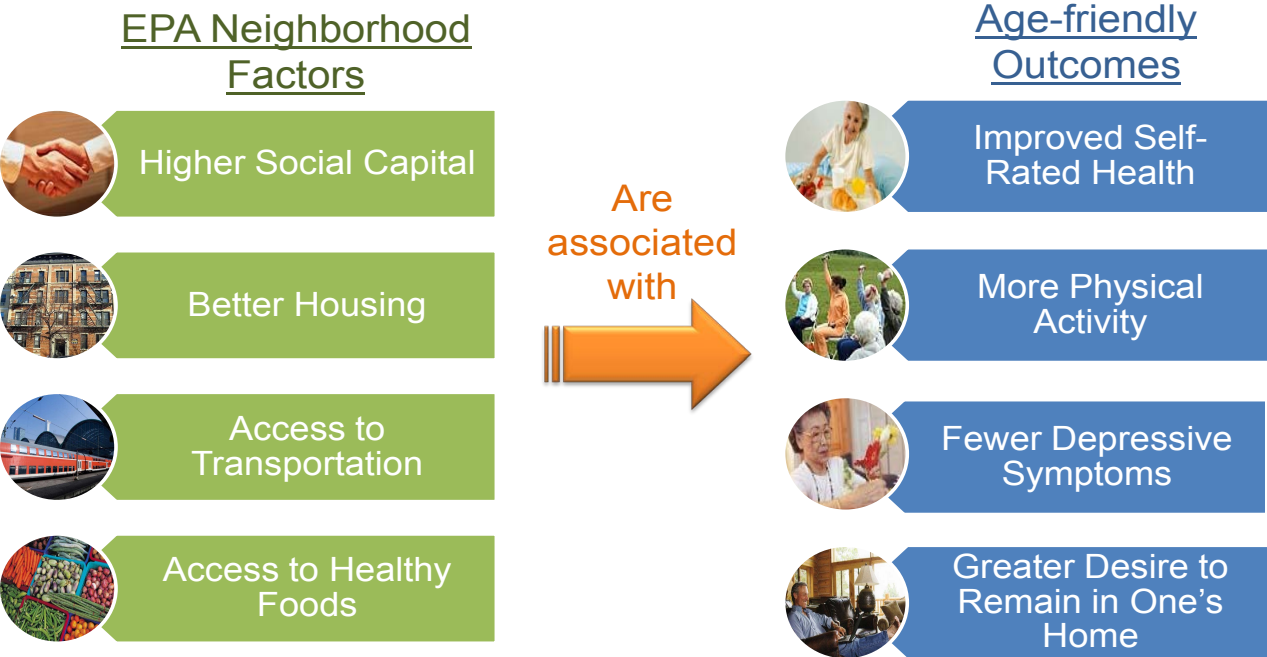 EPA Neighborhood
Factors
Higher Social Capital
Better Housing
Access to
Transportation
Access to Healthy
Foods
Are
associated
with
Age-friendly
Outcomes
Improved Self-
Rated Health
More Physical
Activity
Fewer Depressive
Symptoms
Greater Desire to
Remain in One’s
Home